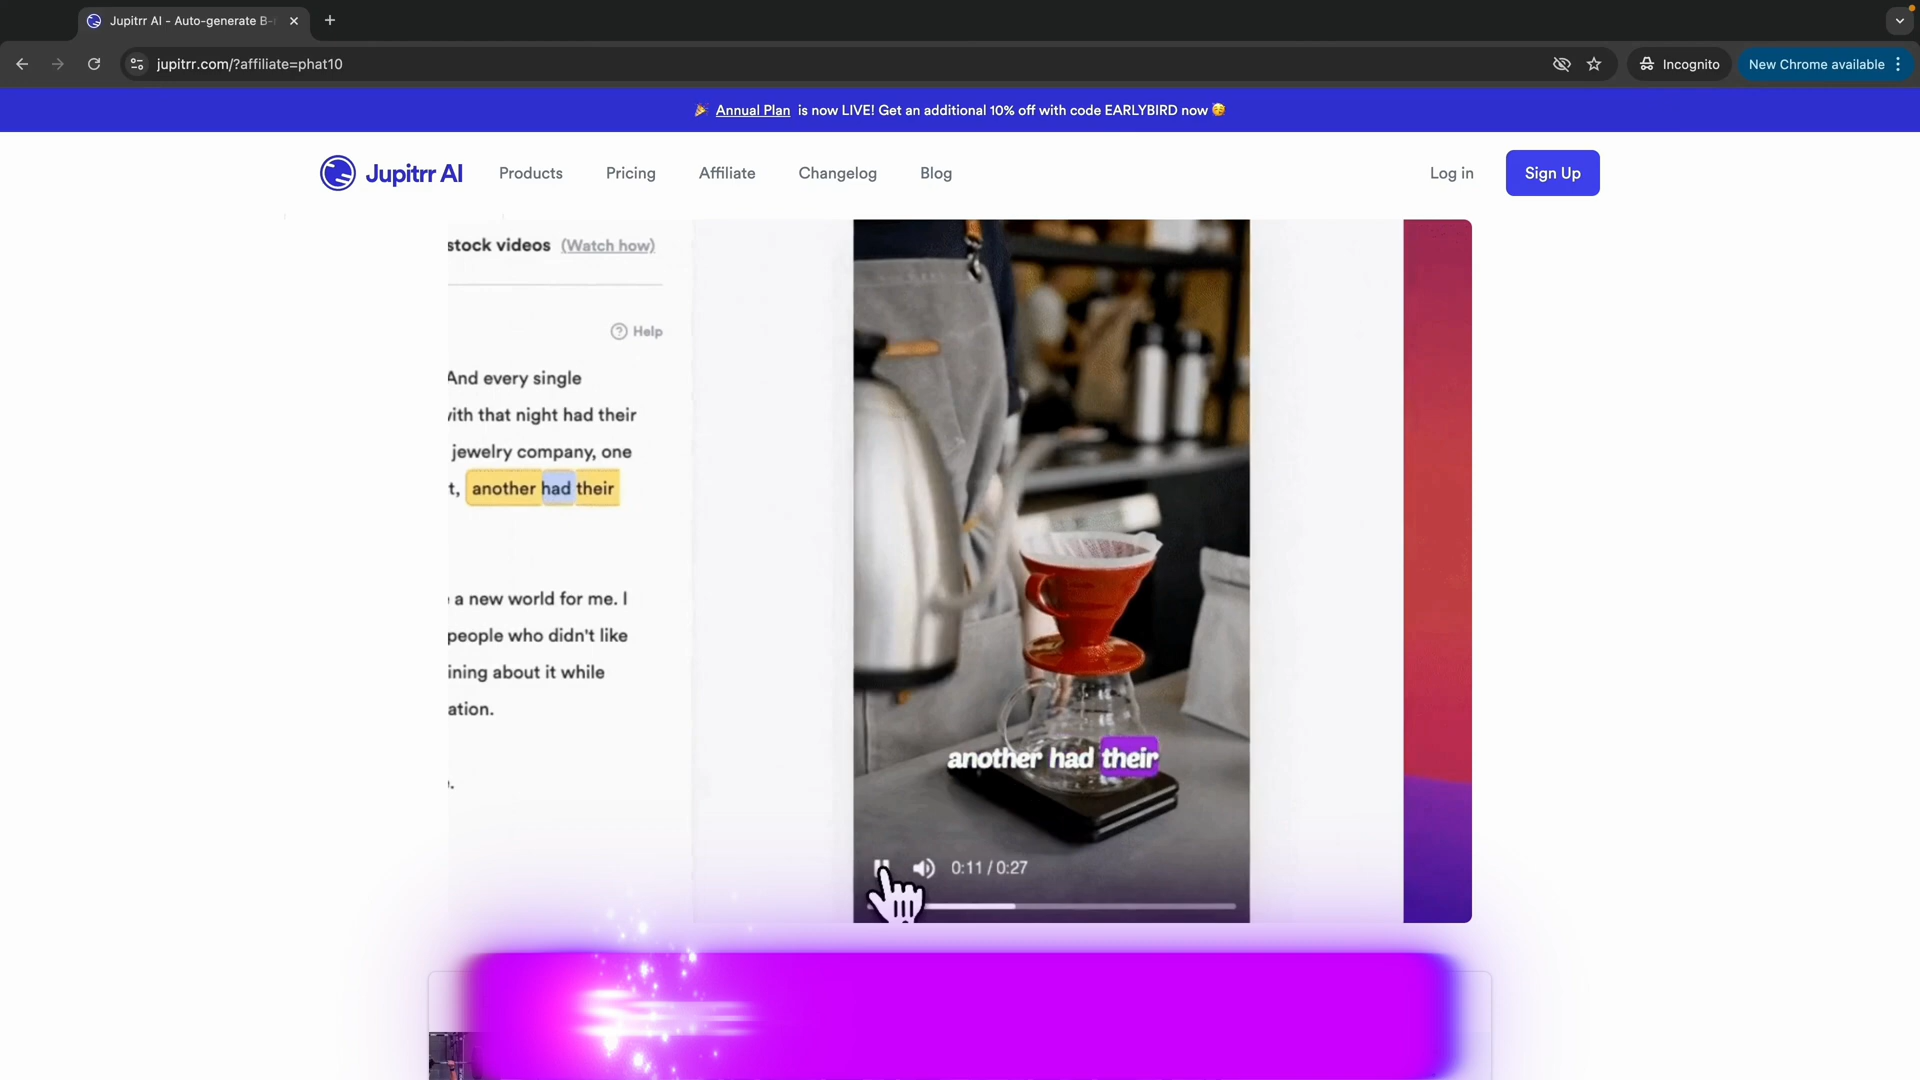 Jupitrr AI - Auto-generate B-r
jupitrr.com/?affiliate=phat10
Incognito
New Chrome available
Annual Plan is now LIVE! Get an additional 10% off with code EARLYBIRD now
Jupitrr AI
Products
Pricing
Affiliate
Changelog
Blog
Log in
Sign Up
stock videos (Watch how)
Help
And every single
with that night had their
jewelry company, one
t, another had their
a new world for me. I
people who didn't like
ining about it while
ation.
another had their
0:11 / 0:27